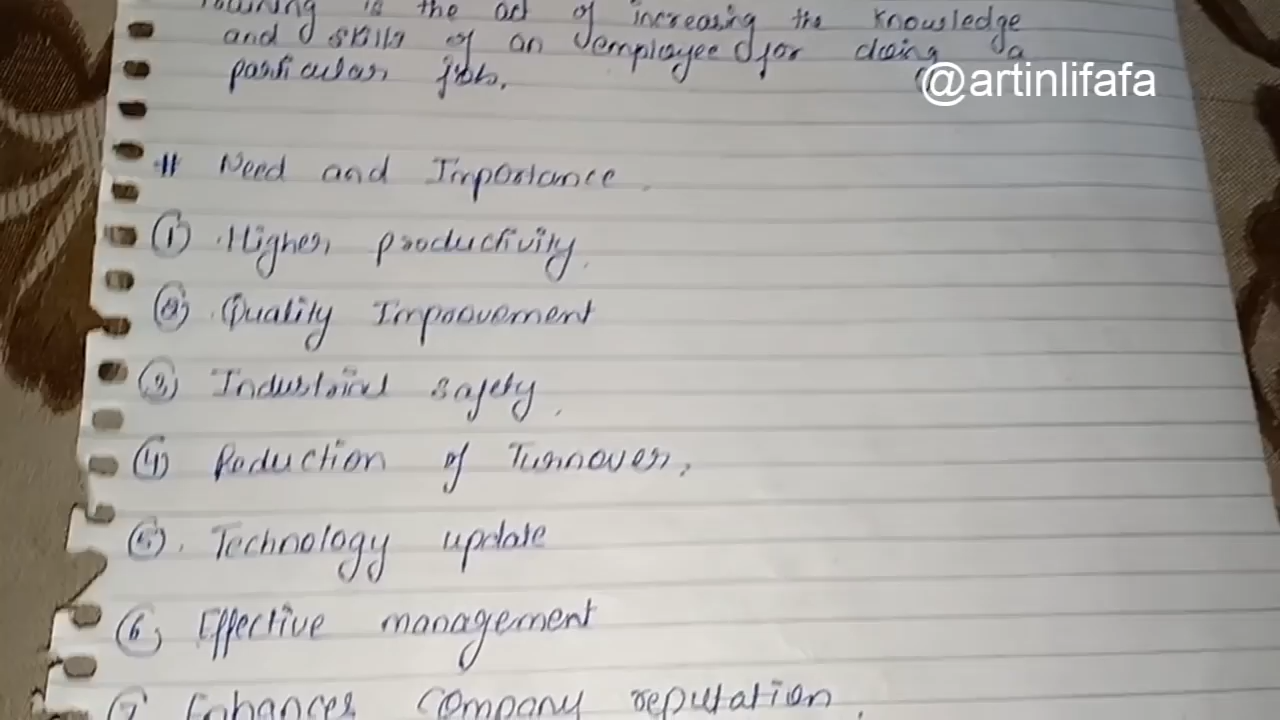 Training is the act of increasing the knowledge
and skills of an employee for doing a
particular job.
@artinlifafa
Need and Importance.
(1) Higher productivity.
(2) Quality Improvement
(3) Industrial safety.
(4) Reduction of Turnover.
(5). Technology update
(6) Effective management
(7 Enhances company reputation.